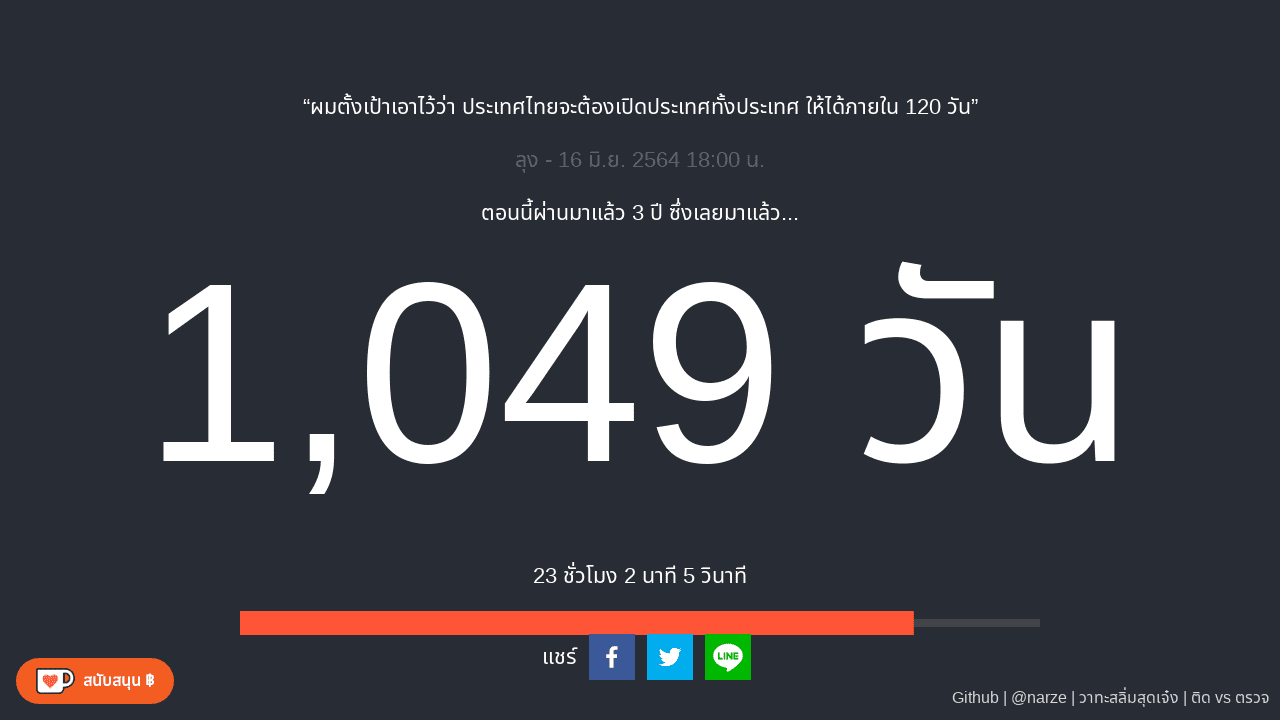 “ผมตั้งเป้าเอาไว้ว่า ประเทศไทยจะต้องเปิดประเทศทั้งประเทศ ให้ได้ภายใน 120 วัน”
ลุง - 16 มิ.ย. 2564 18:00 น.
ตอนนี้ผ่านมาแล้ว 3 ปี ซึ่งเลยมาแล้ว...
1,049 วัน
23 ชั่วโมง 2 นาที 5 วินาที
แชร์
LINE
สนับสนุน ฿
Github | @narze | วาทะสลิ่มสุดเจ๋ง | ติด vs ตรวจ